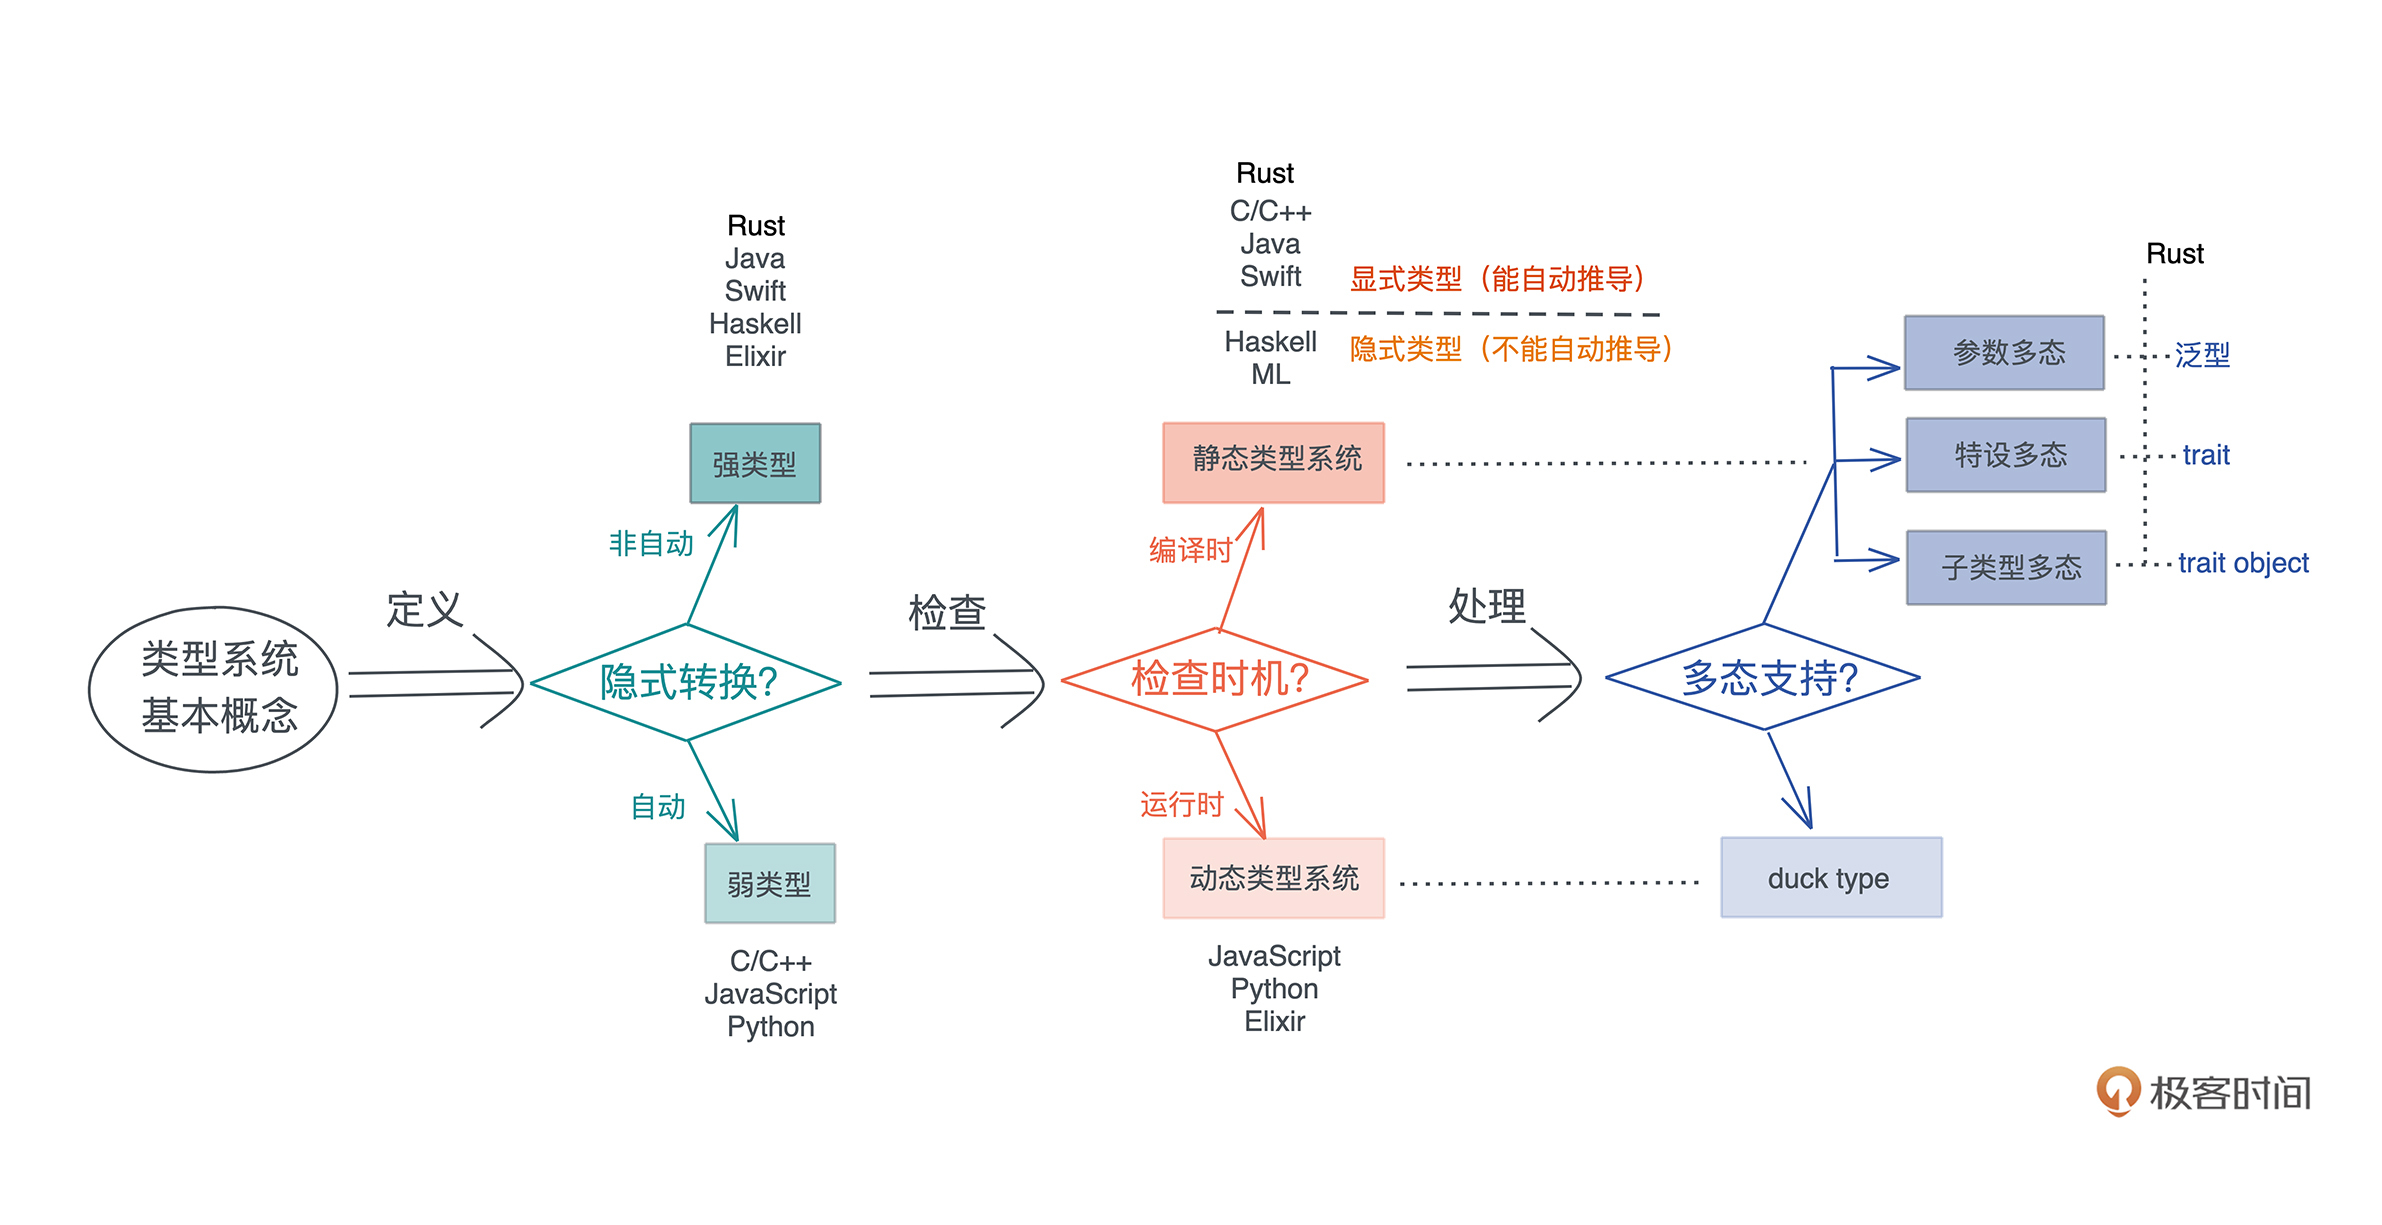 类型系统
基本概念
定义
隐式转换?
非自动
强类型
Rust
Java
Swift
Haskell
Elixir
自动
弱类型
C/C++
JavaScript
Python
检查
检查时机?
编译时
静态类型系统
Rust
C/C++
Java
Swift
显式类型（能自动推导）
Haskell
ML
隐式类型（不能自动推导）
运行时
动态类型系统
JavaScript
Python
Elixir
处理
多态支持?
Rust
参数多态
泛型
特设多态
trait
子类型多态
trait object
duck type
极客时间